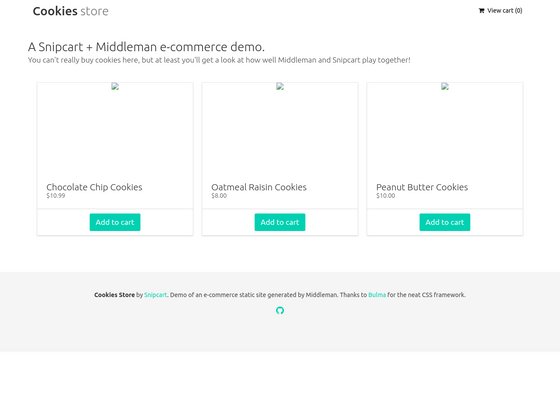 Cookies store
View cart (0)
A Snipcart + Middleman e-commerce demo.
You can't really buy cookies here, but at least you'll get a look at how well Middleman and Snipcart play together!
Chocolate Chip Cookies
$10.99
Add to cart
Oatmeal Raisin Cookies
$8.00
Add to cart
Peanut Butter Cookies
$10.00
Add to cart
Cookies Store by Snipcart. Demo of an e-commerce static site generated by Middleman. Thanks to Bulma for the neat CSS framework.